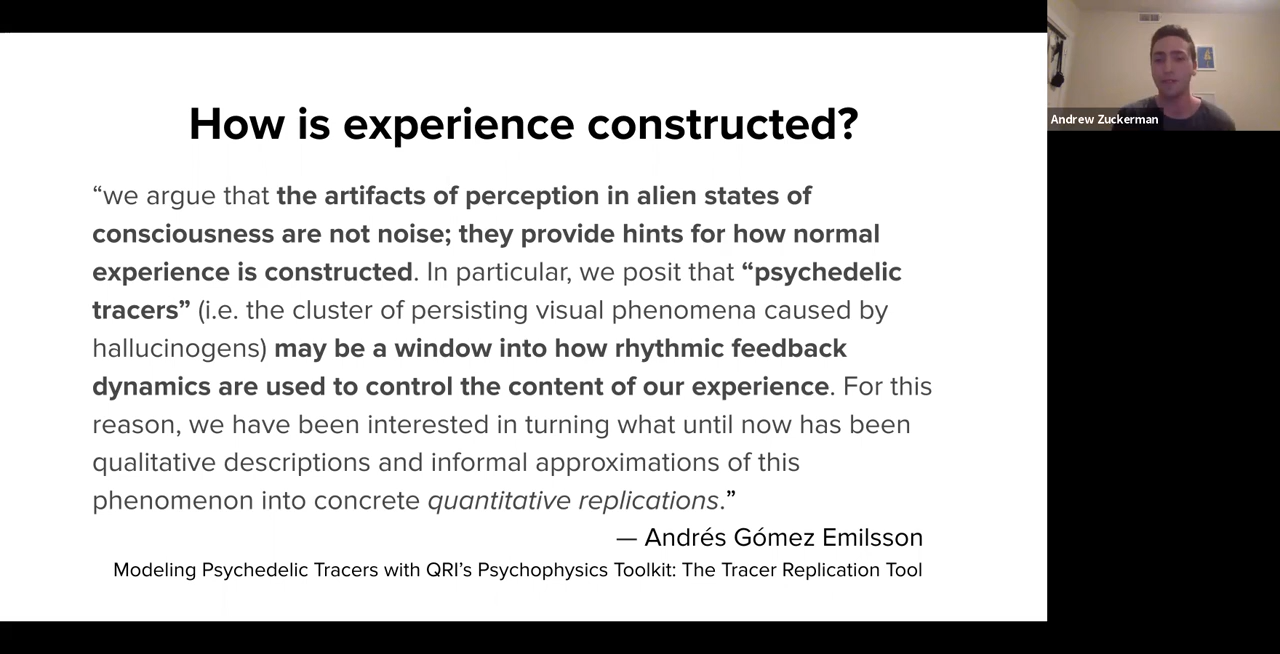 How is experience constructed?
“we argue that the artifacts of perception in alien states of
consciousness are not noise; they provide hints for how normal
experience is constructed. In particular, we posit that “psychedelic
tracers” (i.e. the cluster of persisting visual phenomena caused by
hallucinogens) may be a window into how rhythmic feedback
dynamics are used to control the content of our experience. For this
reason, we have been interested in turning what until now has been
qualitative descriptions and informal approximations of this
phenomenon into concrete quantitative replications.”
— Andrés Gómez Emilsson
Modeling Psychedelic Tracers with QRI’s Psychophysics Toolkit: The Tracer Replication Tool
Andrew Zuckerman